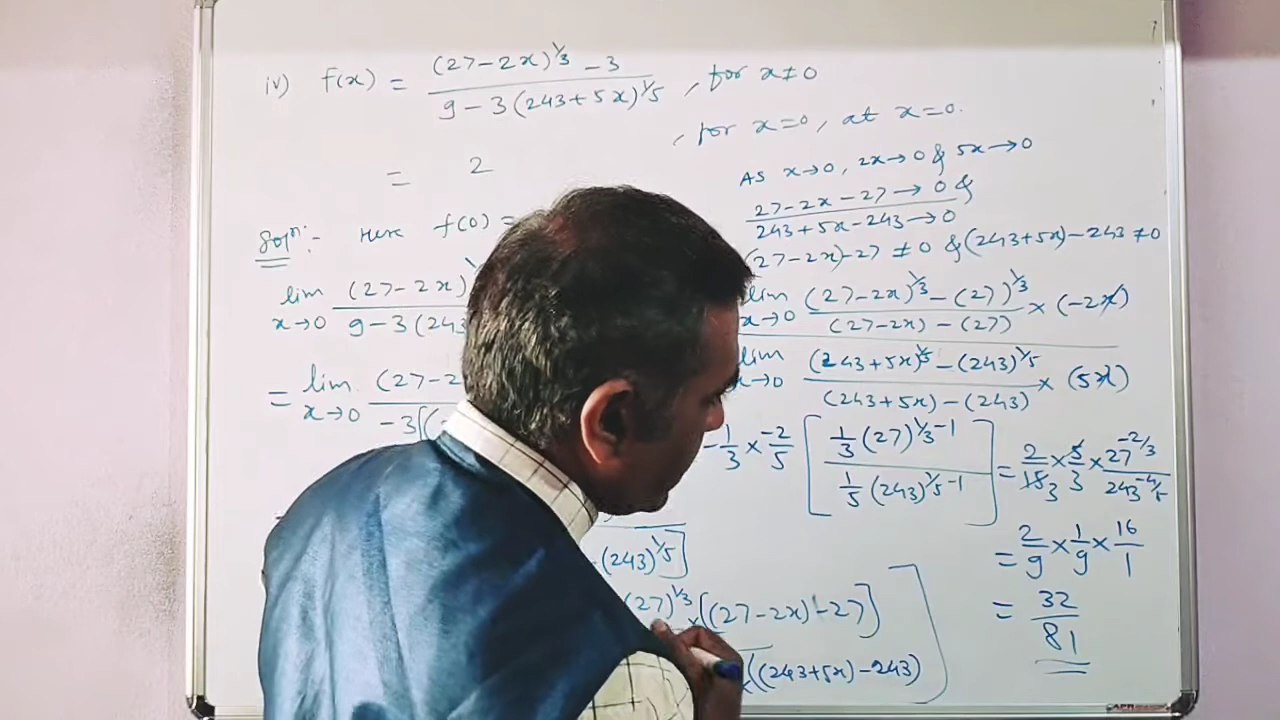 iv) f(x) = (27-2x)^1/3 - 3 / 9 - 3(243+5x)^1/5 , for x≠0
= 2 , for x=0, at x=0.
Soln:- Here f(0) =
lim x→0 (27-2x) / 9-3(243
= lim x→0 (27-2 / -3[(
(243)^1/5]
(27)^1/3 × [(27-2x)-27]
×((243+5x)-243)
As x→0, 2x→0 & 5x→0
27-2x-27→0 &
243+5x-243→0
(27-2x)-27 ≠0 &(243+5x)-243≠0
lim x→0 (27-2x)^1/3 - (27)^1/3 / (27-2x) - (27) × (-2x)
lim x→0 (243+5x)^1/5 - (243)^1/5 / (243+5x) - (243) × (5x)
-1/3 × -2/5 [ 1/3 (27)^1/3-1 / 1/5 (243)^1/5-1 ] = 2/15 3 × 5/3 × 27^-2/3 / 243^-4/5
= 2/9 × 1/9 × 16/1
= 32/81